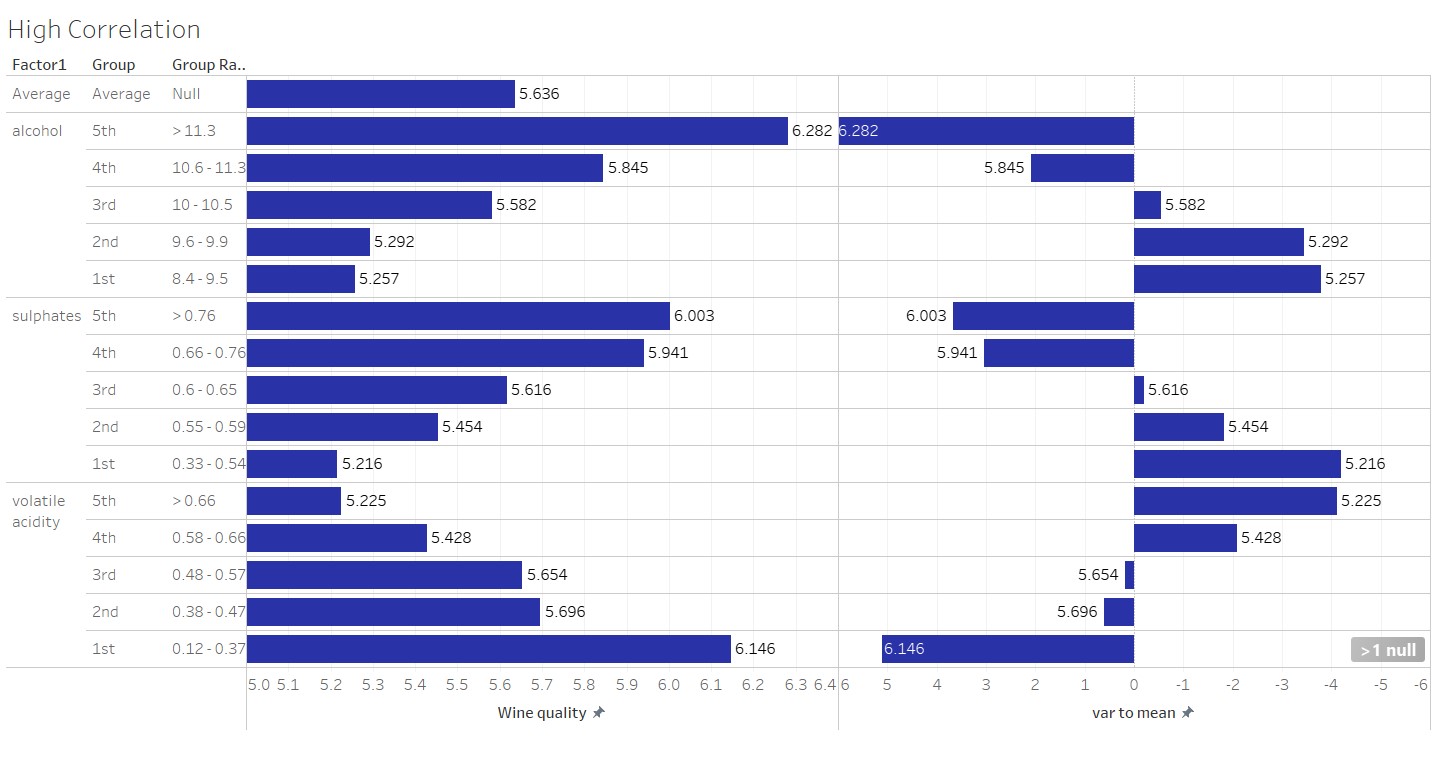 High Correlation
Factor1 Group Group Ra..
Average Average Null 5.636
alcohol 5th > 11.3 6.282 6.282
4th 10.6 - 11.3 5.845 5.845
3rd 10 - 10.5 5.582 5.582
2nd 9.6 - 9.9 5.292 5.292
1st 8.4 - 9.5 5.257 5.257
sulphates 5th > 0.76 6.003 6.003
4th 0.66 - 0.76 5.941 5.941
3rd 0.6 - 0.65 5.616 5.616
2nd 0.55 - 0.59 5.454 5.454
1st 0.33 - 0.54 5.216 5.216
volatile acidity 5th > 0.66 5.225 5.225
4th 0.58 - 0.66 5.428 5.428
3rd 0.48 - 0.57 5.654 5.654
2nd 0.38 - 0.47 5.696 5.696
1st 0.12 - 0.37 6.146 6.146 >1 null
5.0 5.1 5.2 5.3 5.4 5.5 5.6 5.7 5.8 5.9 6.0 6.1 6.2 6.3 6.4 6 5 4 3 2 1 0 -1 -2 -3 -4 -5 -6
Wine quality var to mean